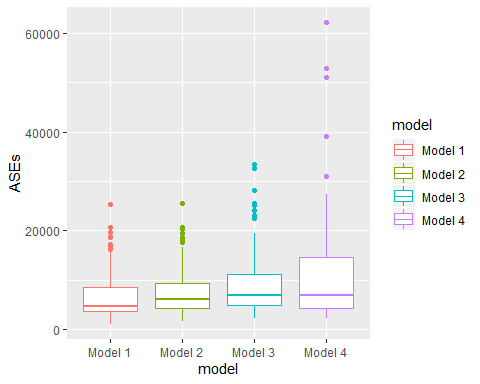 60000
40000
20000
0
ASEs
Model 1 Model 2 Model 3 Model 4
model
model
Model 1
Model 2
Model 3
Model 4